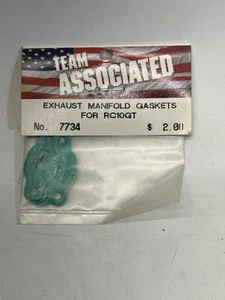 TEAM
ASSOCIATED
EXHAUST MANIFOLD GASKETS
FOR RC10GT
No. 7734 $ 2.00